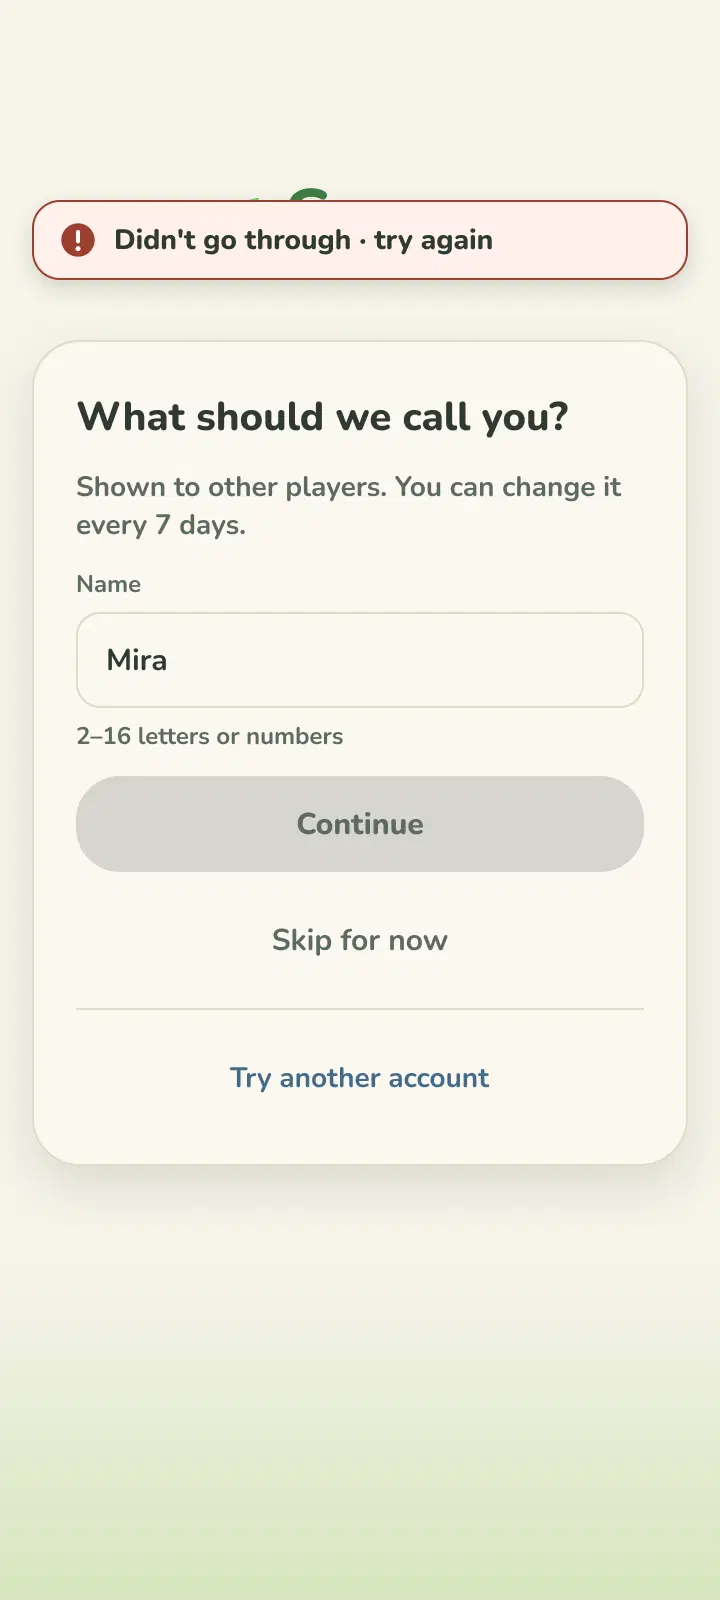 Didn't go through · try again
What should we call you?
Shown to other players. You can change it
every 7 days.
Name
Mira
2–16 letters or numbers
Continue
Skip for now
Try another account